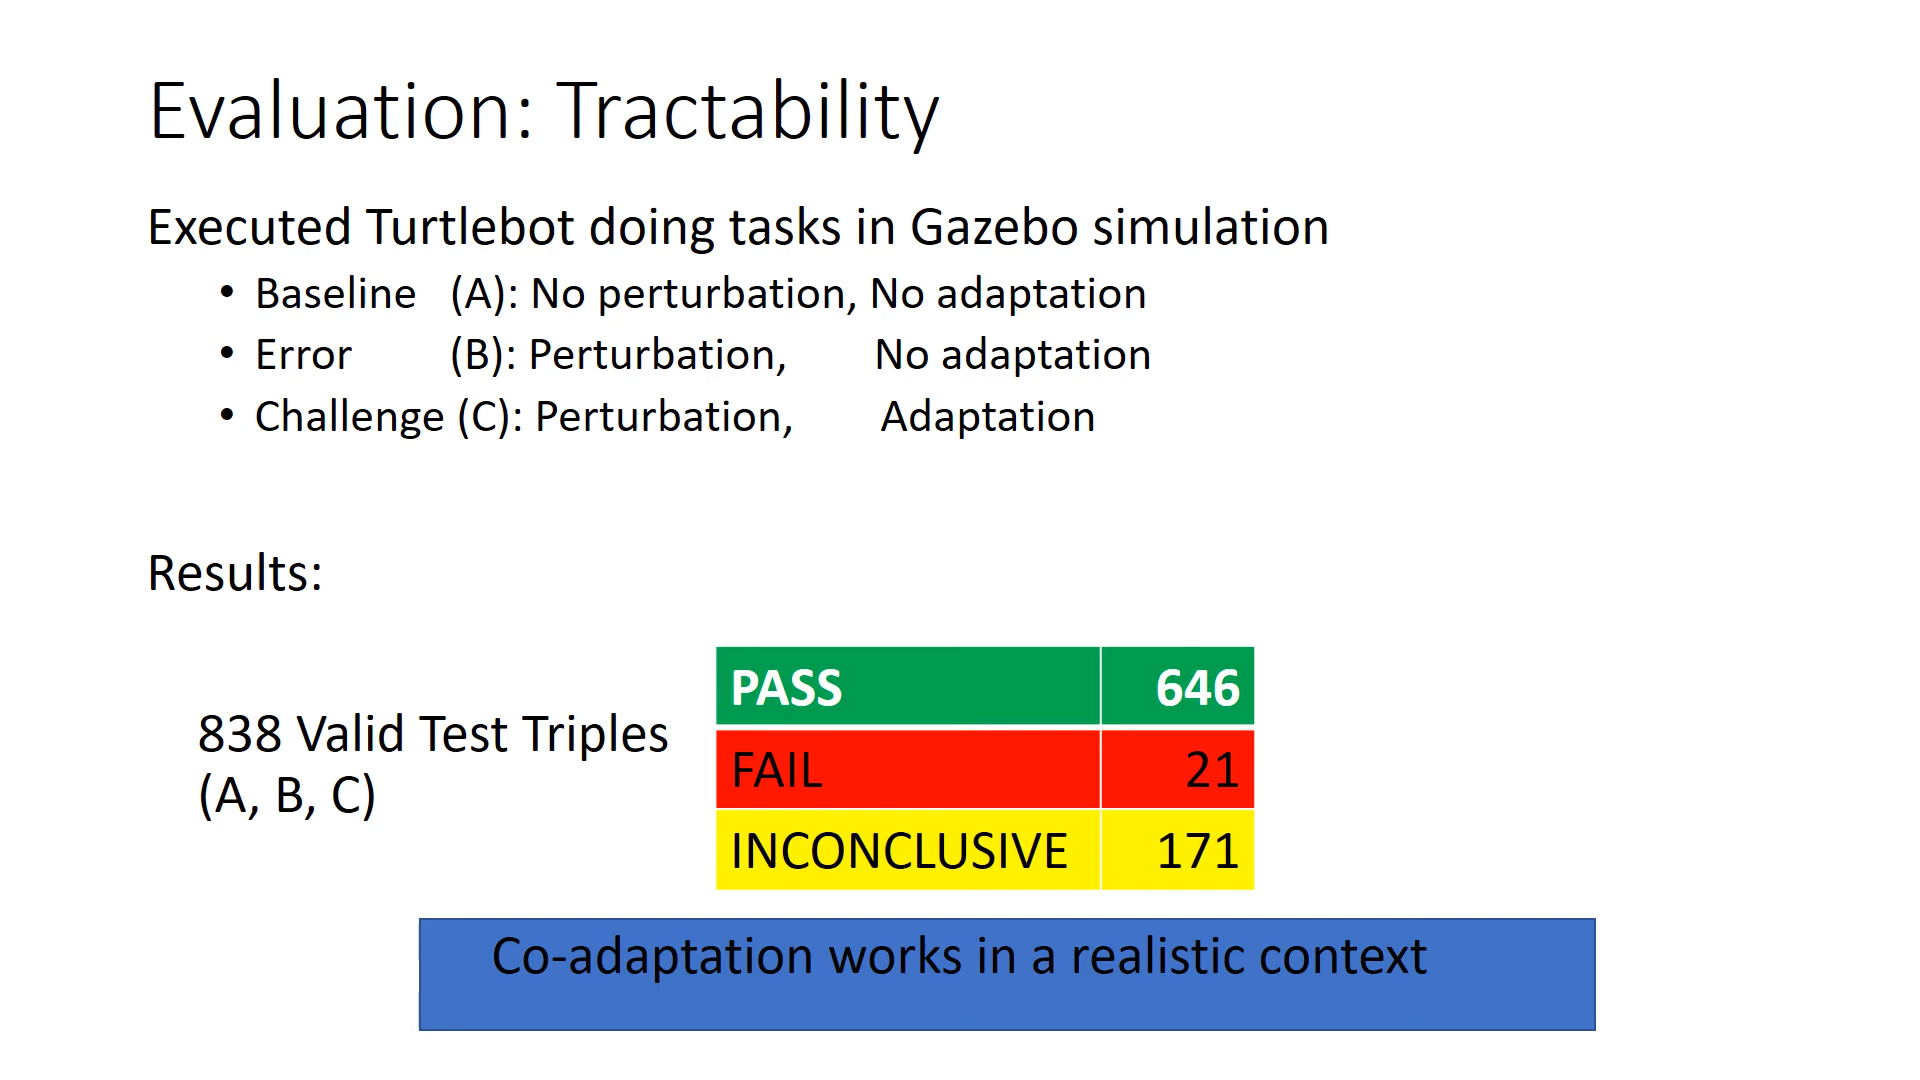 Evaluation: Tractability
Executed Turtlebot doing tasks in Gazebo simulation
• Baseline (A): No perturbation, No adaptation
• Error (B): Perturbation, No adaptation
• Challenge (C): Perturbation, Adaptation
Results:
838 Valid Test Triples
(A, B, C)
PASS 646
FAIL 21
INCONCLUSIVE 171
Co-adaptation works in a realistic context